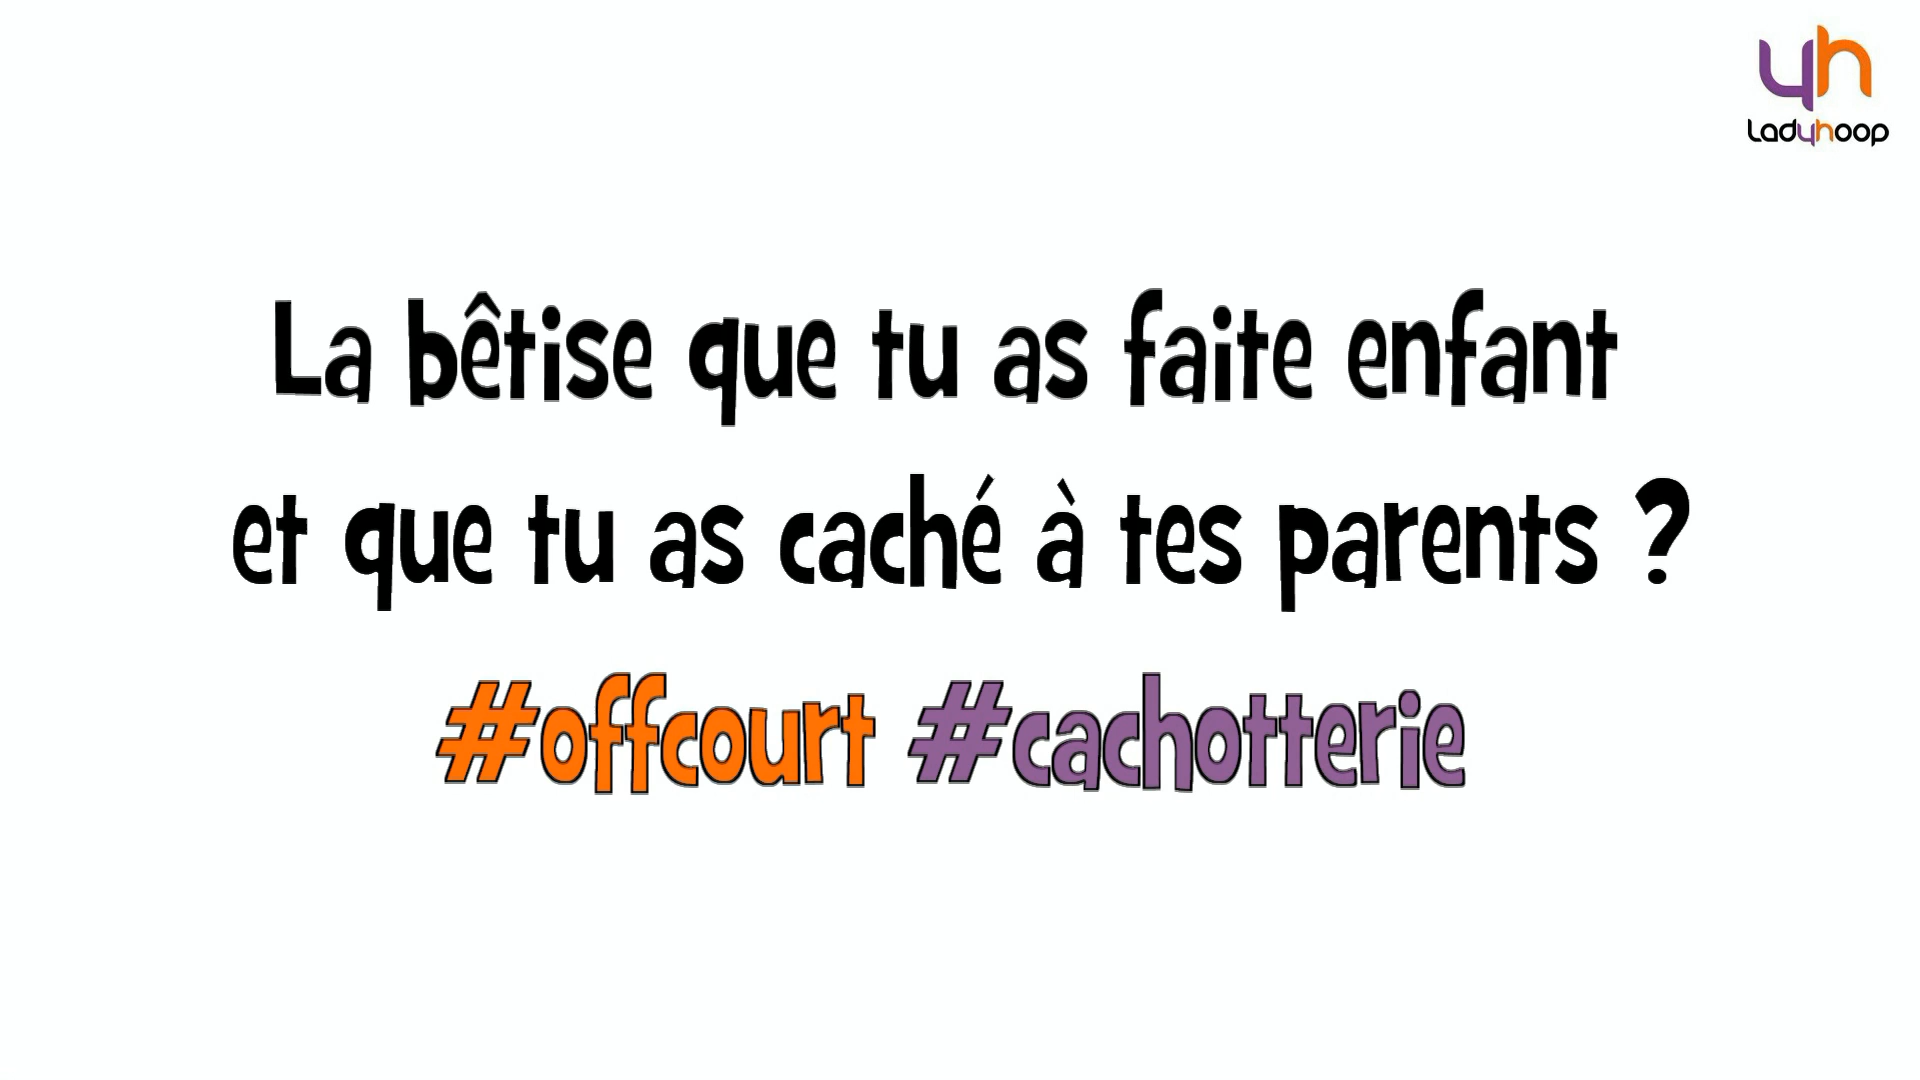 ladyhoop
La bêtise que tu as faite enfant
et que tu as caché à tes parents ?
#offcourt #cachotterie